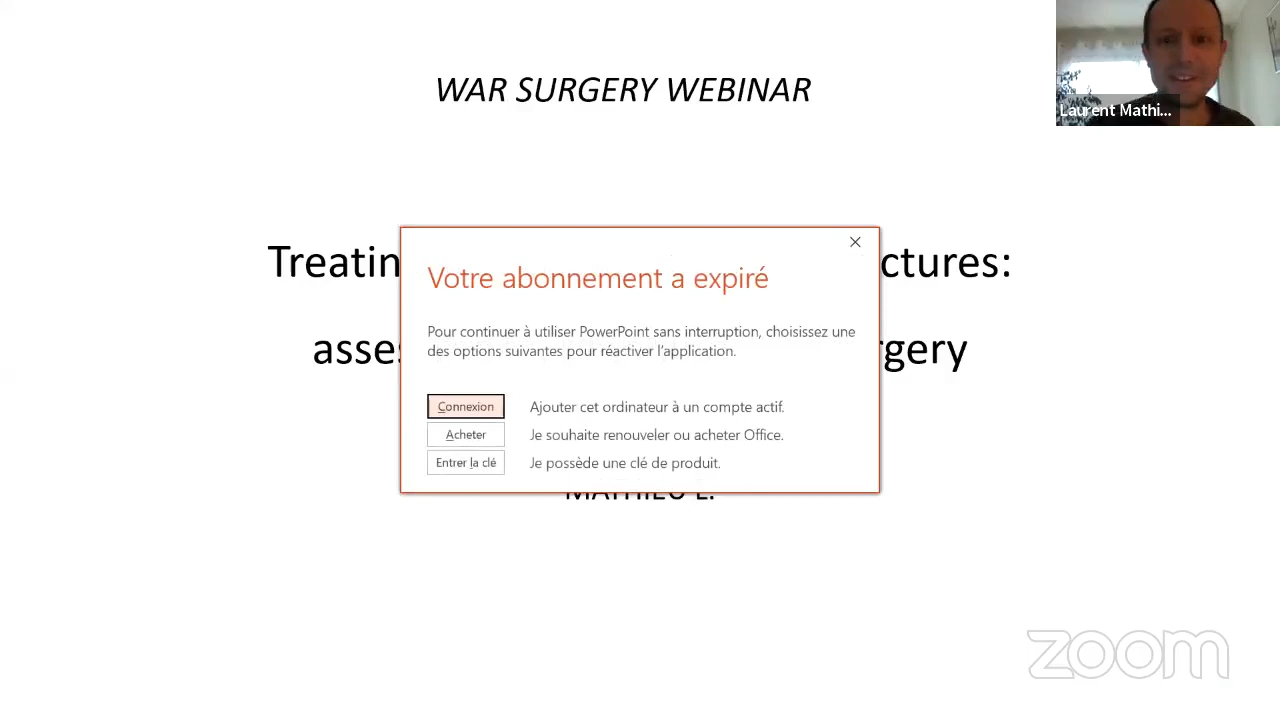 WAR SURGERY WEBINAR
Laurent Mathi...
Treatin ctures:
asses rgery
Votre abonnement a expiré
Pour continuer à utiliser PowerPoint sans interruption, choisissez une
des options suivantes pour réactiver l'application.
Connexion Ajouter cet ordinateur à un compte actif.
Acheter Je souhaite renouveler ou acheter Office.
Entrer la clé Je possède une clé de produit.
MATHIEU L.
zoom